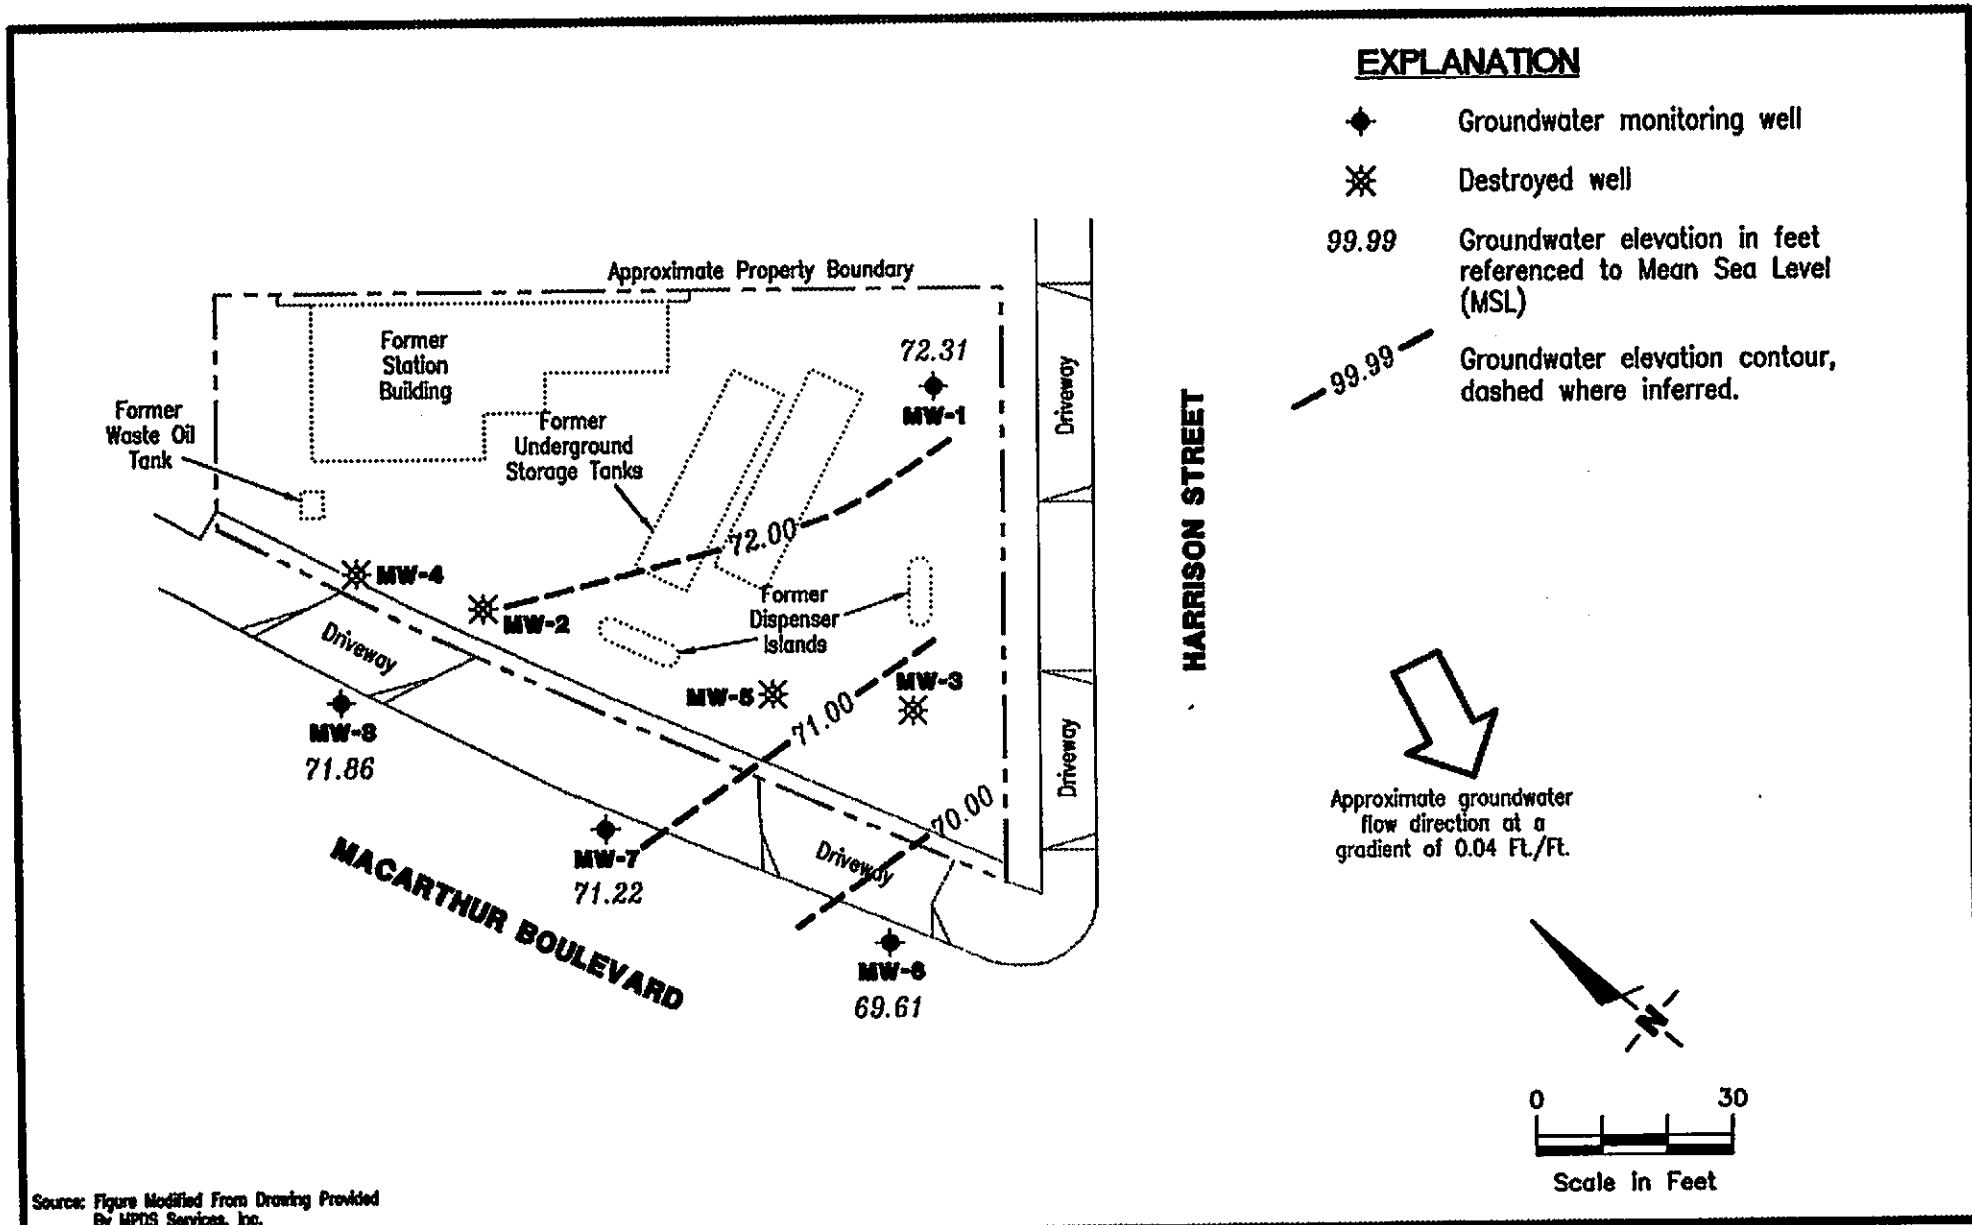 EXPLANATION
Groundwater monitoring well
Destroyed well
99.99
Groundwater elevation in feet
referenced to Mean Sea Level
(MSL)
99.99
Groundwater elevation contour,
dashed where inferred.
Approximate Property Boundary
Former
Station
Building
72.31
MW-1
Former
Waste Oil
Tank
Former
Underground
Storage Tanks
72.00
MW-4
MW-2
Former
Dispenser
Islands
Driveway
MW-8
71.86
MW-5
MW-3
71.00
MW-7
71.22
70.00
Driveway
MW-6
69.61
MACARTHUR BOULEVARD
Driveway
Driveway
HARRISON STREET
Approximate groundwater
flow direction at a
gradient of 0.04 Ft./Ft.
N
0 30
Scale in Feet
Source: Figure Modified From Drawing Provided
By MPDS Services, Inc.